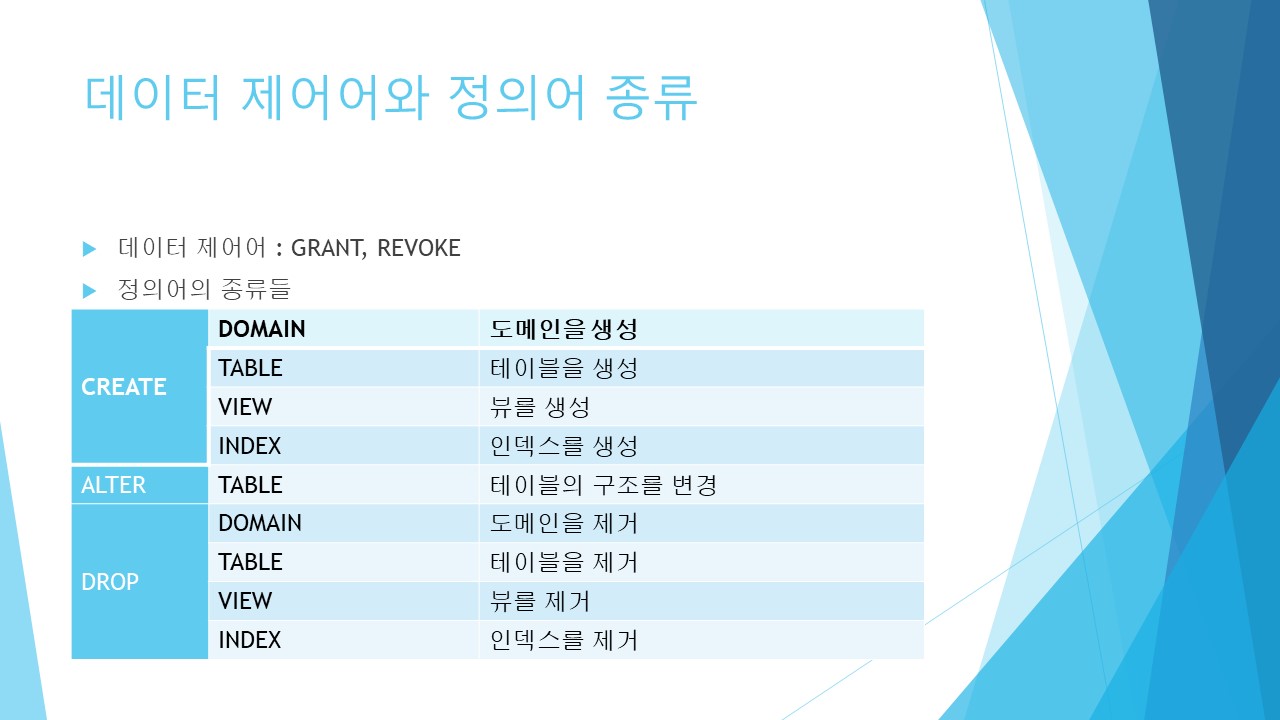 데이터 제어어와 정의어 종류
데이터 제어어 : GRANT, REVOKE
정의어의 종류들
CREATE
DOMAIN 도메인을 생성
TABLE 테이블을 생성
VIEW 뷰를 생성
INDEX 인덱스를 생성
ALTER TABLE 테이블의 구조를 변경
DROP
DOMAIN 도메인을 제거
TABLE 테이블을 제거
VIEW 뷰를 제거
INDEX 인덱스를 제거